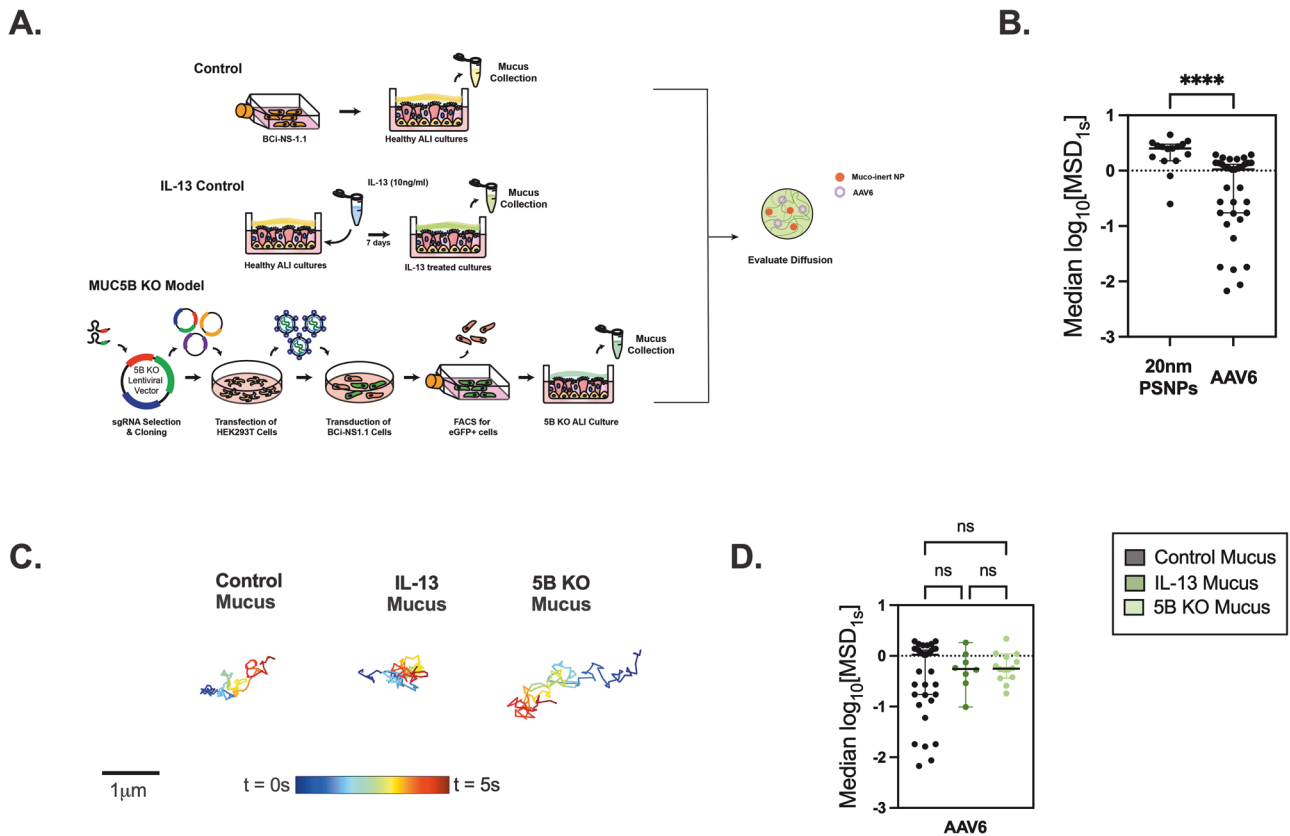 A.
Control
BCi-NS-1.1
Healthy ALI cultures
Mucus
Collection
IL-13 Control
IL-13 (10ng/ml)
Healthy ALI cultures
7 days
IL-13 treated cultures
Mucus
Collection
MUC5B KO Model
5B KO
Lentiviral
Vector
sgRNA Selection
& Cloning
Transfection of
HEK293T Cells
Transduction of
BCi-NS1.1 Cells
FACS for
eGFP+ cells
5B KO ALI Culture
Mucus
Collection
Muco-inert NP
AAV6
Evaluate Diffusion
B.
****
Median log10[MSD1s]
1
0
-1
-2
-3
20nm
PSNPs
AAV6
C.
Control
Mucus
IL-13
Mucus
5B KO
Mucus
1μm
t = 0s
t = 5s
D.
ns
ns
ns
Median log10[MSD1s]
1
0
-1
-2
-3
AAV6
Control Mucus
IL-13 Mucus
5B KO Mucus